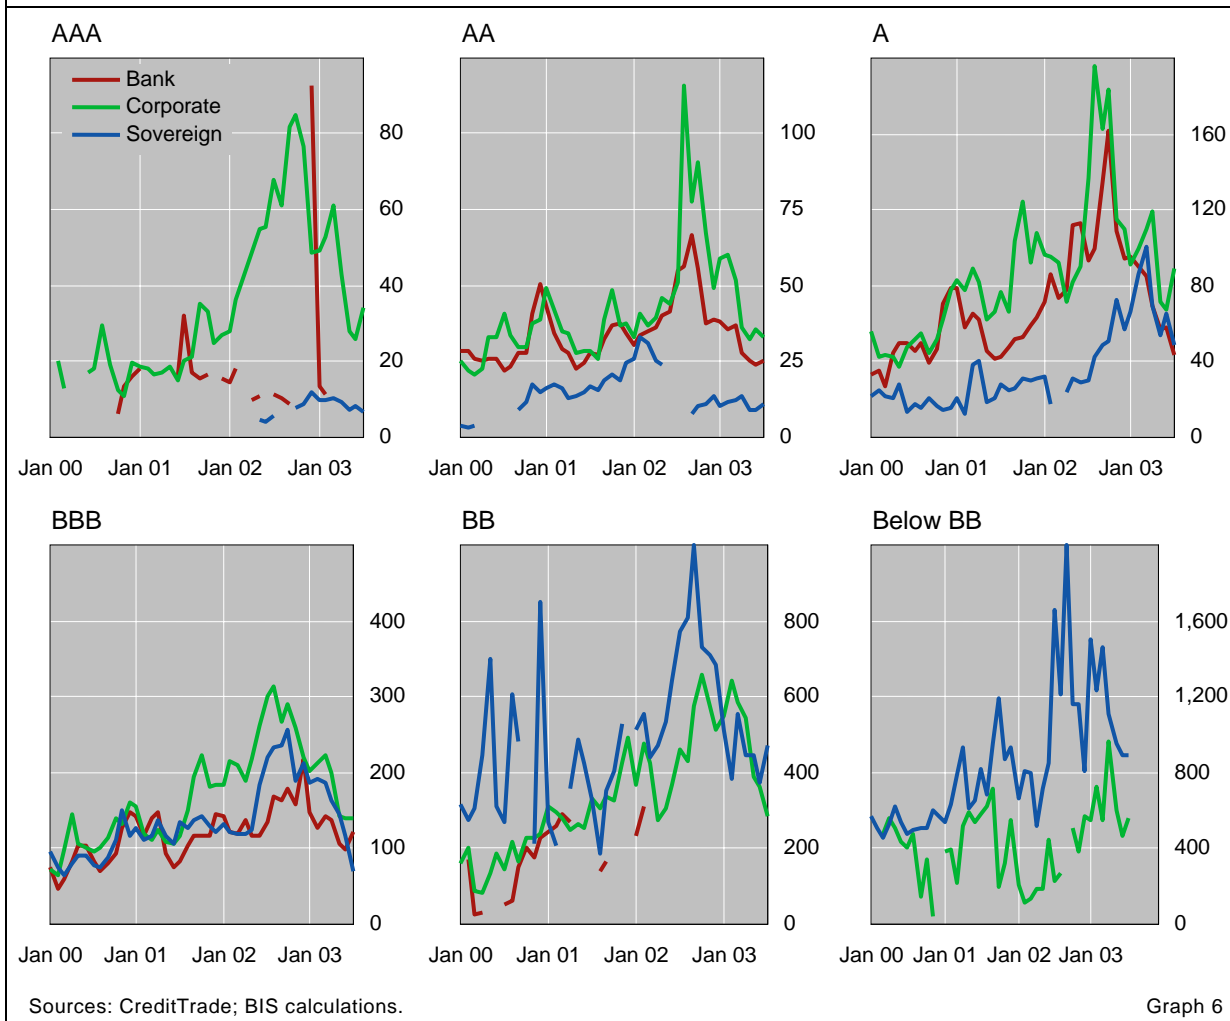 AAA
AA
A
Bank
Corporate
Sovereign
80
60
40
20
0
100
75
50
25
0
160
120
80
40
0
Jan 00 Jan 01 Jan 02 Jan 03
Jan 00 Jan 01 Jan 02 Jan 03
Jan 00 Jan 01 Jan 02 Jan 03
BBB
BB
Below BB
400
300
200
100
0
800
600
400
200
0
1,600
1,200
800
400
0
Jan 00 Jan 01 Jan 02 Jan 03
Jan 00 Jan 01 Jan 02 Jan 03
Jan 00 Jan 01 Jan 02 Jan 03
Sources: CreditTrade; BIS calculations.
Graph 6